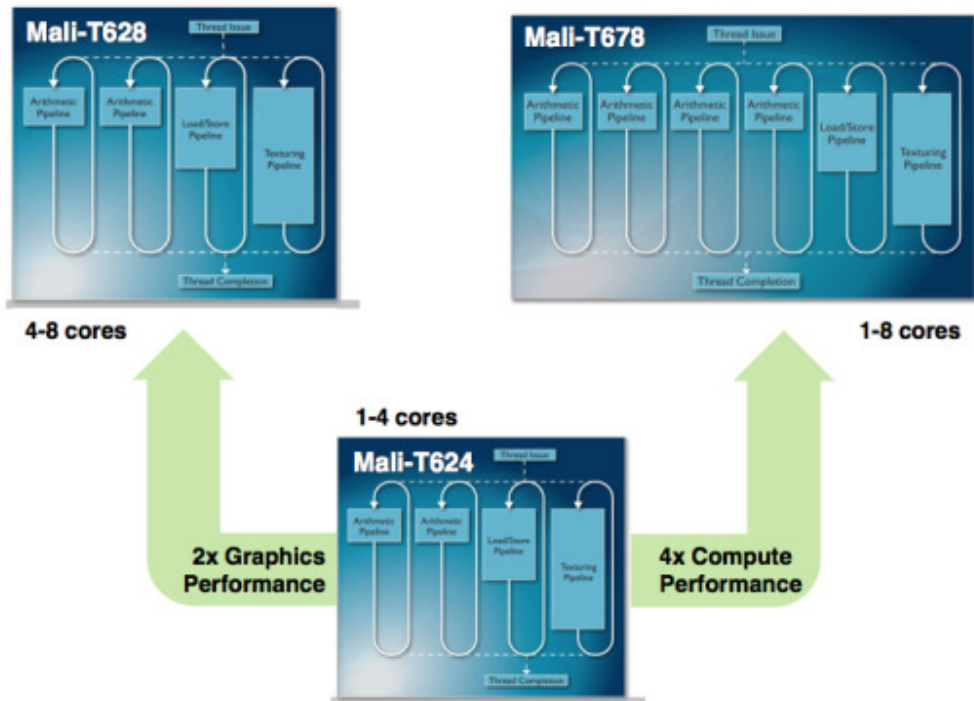 Mali-T628
Thread Issue
Arithmetic
Pipeline
Arithmetic
Pipeline
Load/Store
Pipeline
Texturing
Pipeline
Thread Completion
4-8 cores
Mali-T678
Thread Issue
Arithmetic
Pipeline
Arithmetic
Pipeline
Arithmetic
Pipeline
Arithmetic
Pipeline
Load/Store
Pipeline
Texturing
Pipeline
Thread Completion
1-8 cores
1-4 cores
Mali-T624
Thread Issue
Arithmetic
Pipeline
Arithmetic
Pipeline
Load/Store
Pipeline
Texturing
Pipeline
Thread Completion
2x Graphics
Performance
4x Compute
Performance